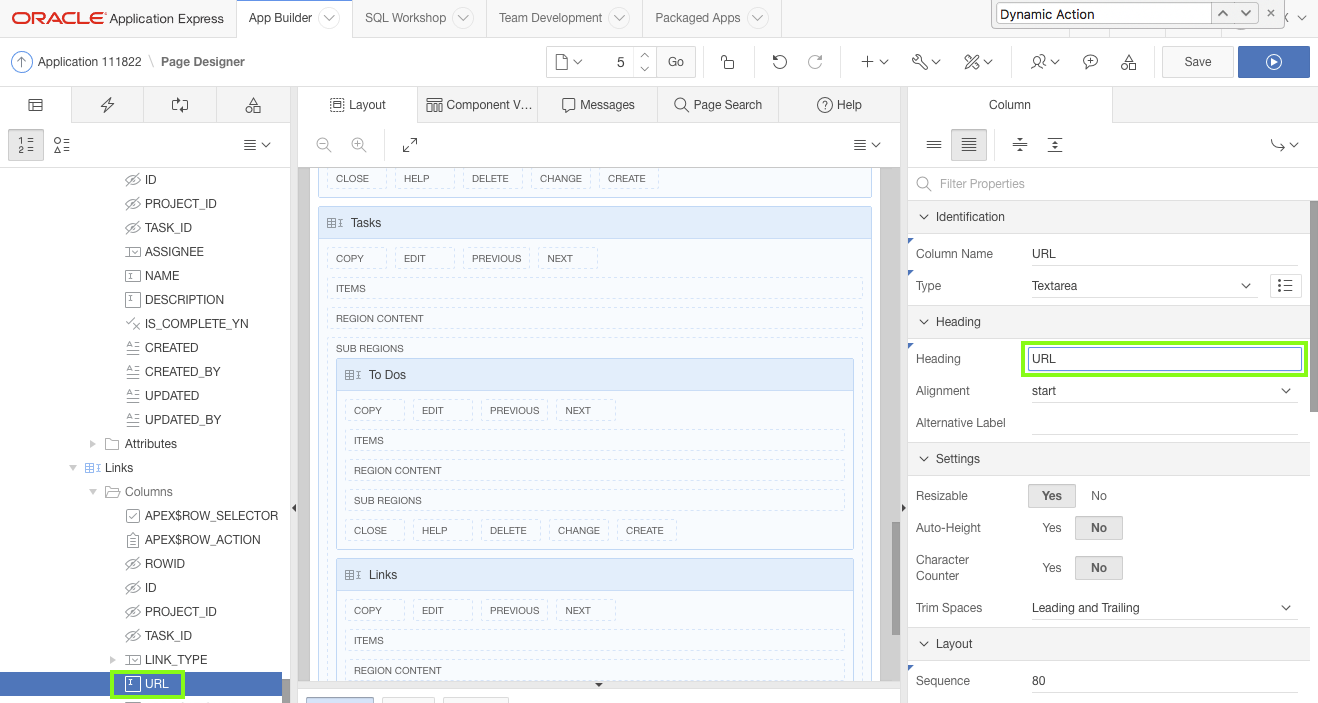 ORACLE Application Express
App Builder
SQL Workshop
Team Development
Packaged Apps
Dynamic Action
Application 111822 \ Page Designer
5
Go
Save
Layout
Component V...
Messages
Page Search
Help
Column
ID
PROJECT_ID
TASK_ID
ASSIGNEE
NAME
DESCRIPTION
IS_COMPLETE_YN
CREATED
CREATED_BY
UPDATED
UPDATED_BY
Attributes
Links
Columns
APEX$ROW_SELECTOR
APEX$ROW_ACTION
ROWID
ID
PROJECT_ID
TASK_ID
LINK_TYPE
URL
CLOSE HELP DELETE CHANGE CREATE
Tasks
COPY EDIT PREVIOUS NEXT
ITEMS
REGION CONTENT
SUB REGIONS
To Dos
COPY EDIT PREVIOUS NEXT
ITEMS
REGION CONTENT
SUB REGIONS
CLOSE HELP DELETE CHANGE CREATE
Links
COPY EDIT PREVIOUS NEXT
ITEMS
REGION CONTENT
Filter Properties
Identification
Column Name URL
Type Textarea
Heading
Heading URL
Alignment start
Alternative Label
Settings
Resizable Yes No
Auto-Height Yes No
Character
Counter Yes No
Trim Spaces Leading and Trailing
Layout
Sequence 80